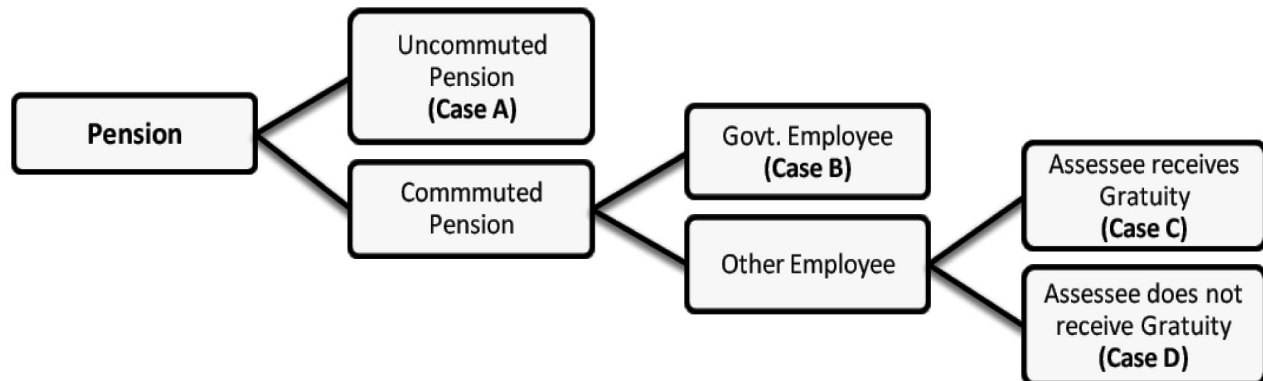 Pension
Uncommuted
Pension
(Case A)
Commmuted
Pension
Govt. Employee
(Case B)
Other Employee
Assessee receives
Gratuity
(Case C)
Assessee does not
receive Gratuity
(Case D)